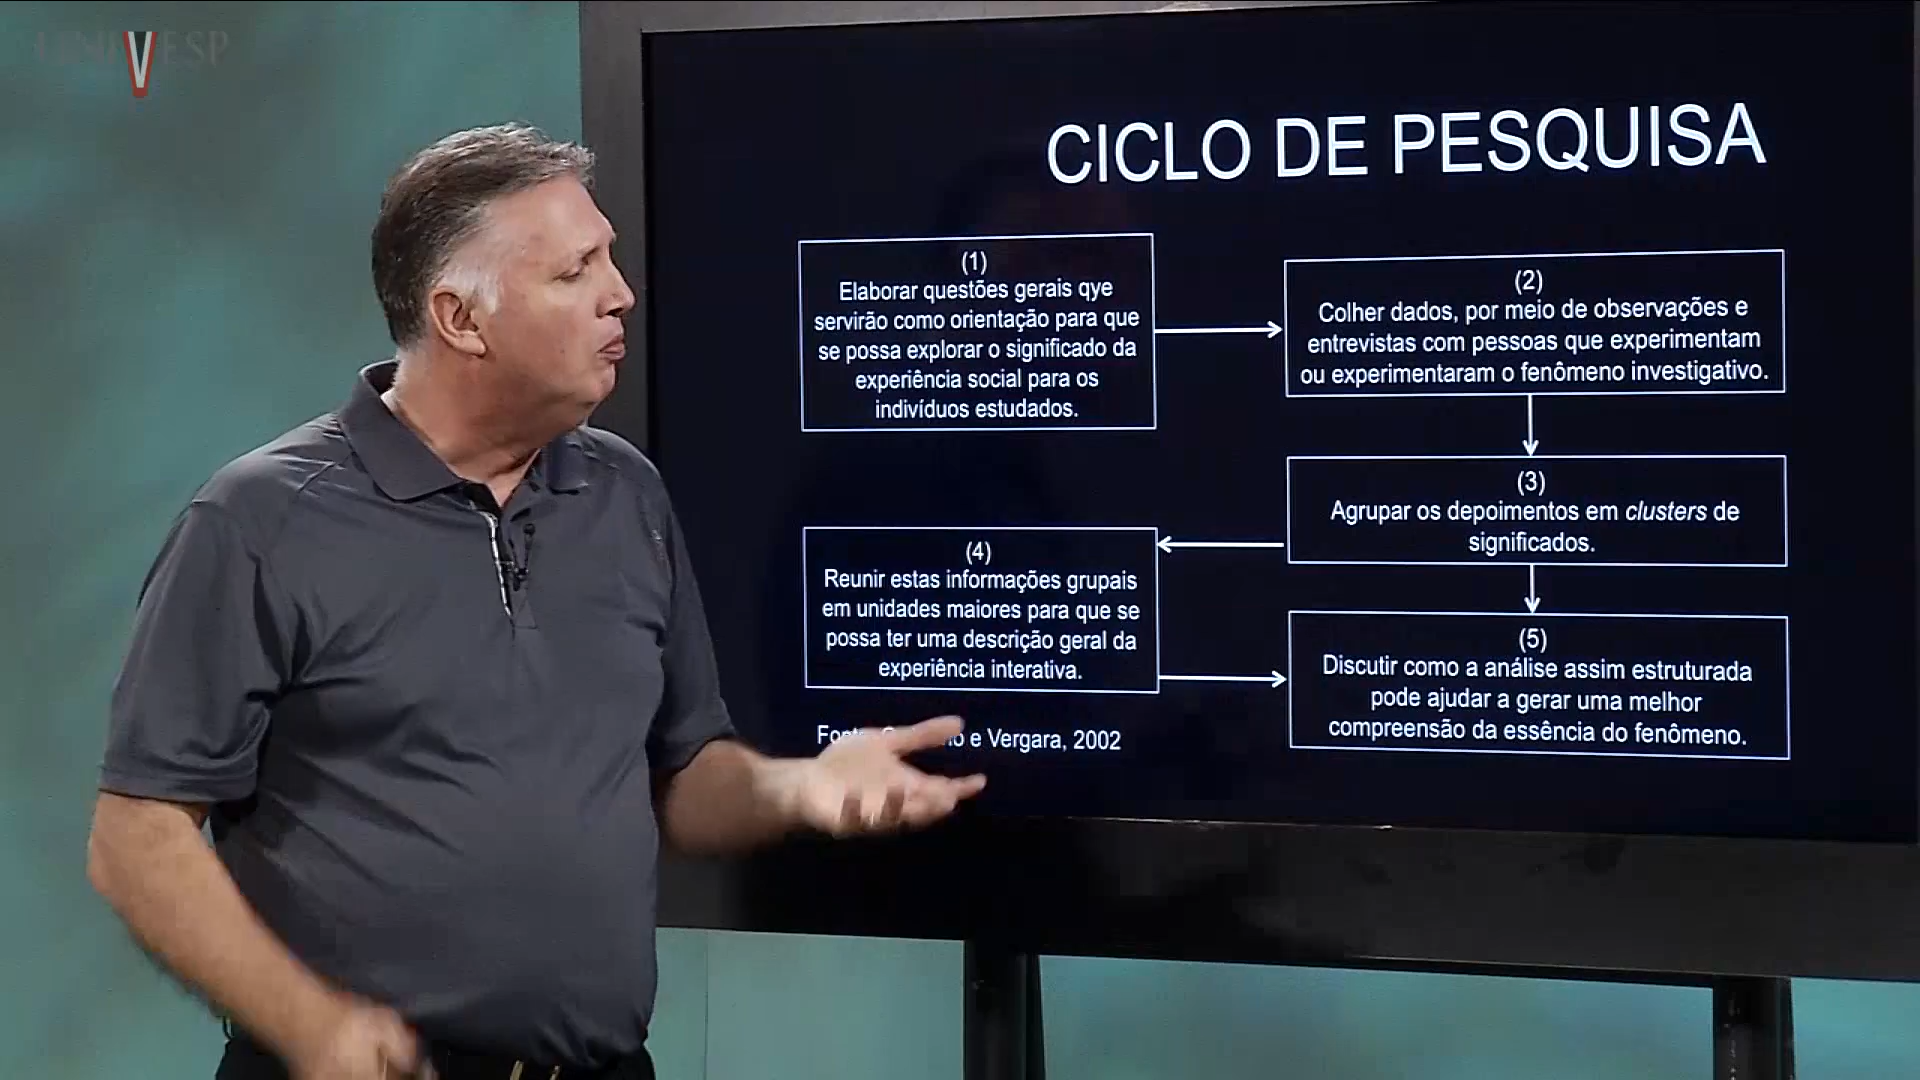 UNIVESP
CICLO DE PESQUISA
(1)
Elaborar questões gerais qye
servirão como orientação para que
se possa explorar o significado da
experiência social para os
indivíduos estudados.
(2)
Colher dados, por meio de observações e
entrevistas com pessoas que experimentam
ou experimentaram o fenômeno investigativo.
(3)
Agrupar os depoimentos em clusters de
significados.
(4)
Reunir estas informações grupais
em unidades maiores para que se
possa ter uma descrição geral da
experiência interativa.
(5)
Discutir como a análise assim estruturada
pode ajudar a gerar uma melhor
compreensão da essência do fenômeno.
e Vergara, 2002